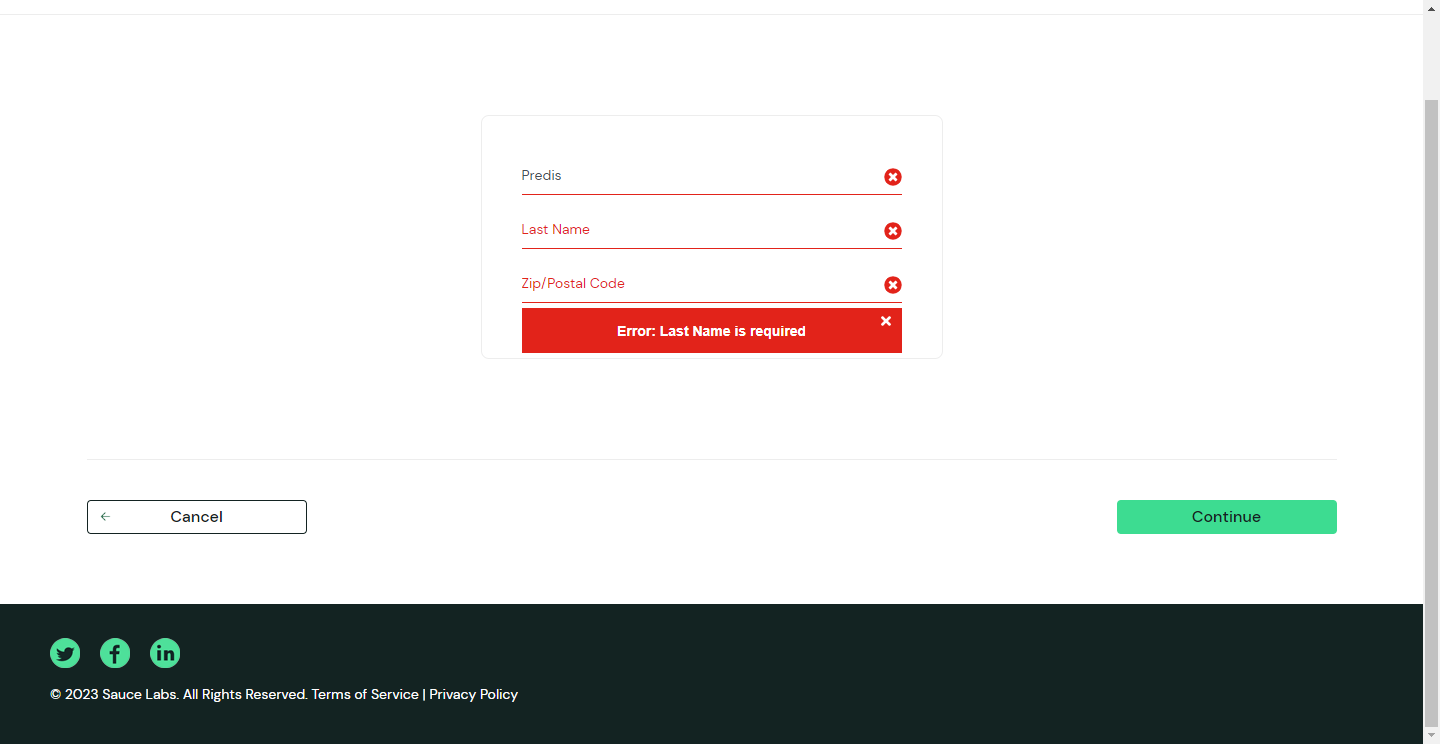 Predis
Last Name
Zip/Postal Code
Error: Last Name is required
Cancel
Continue
© 2023 Sauce Labs. All Rights Reserved. Terms of Service | Privacy Policy